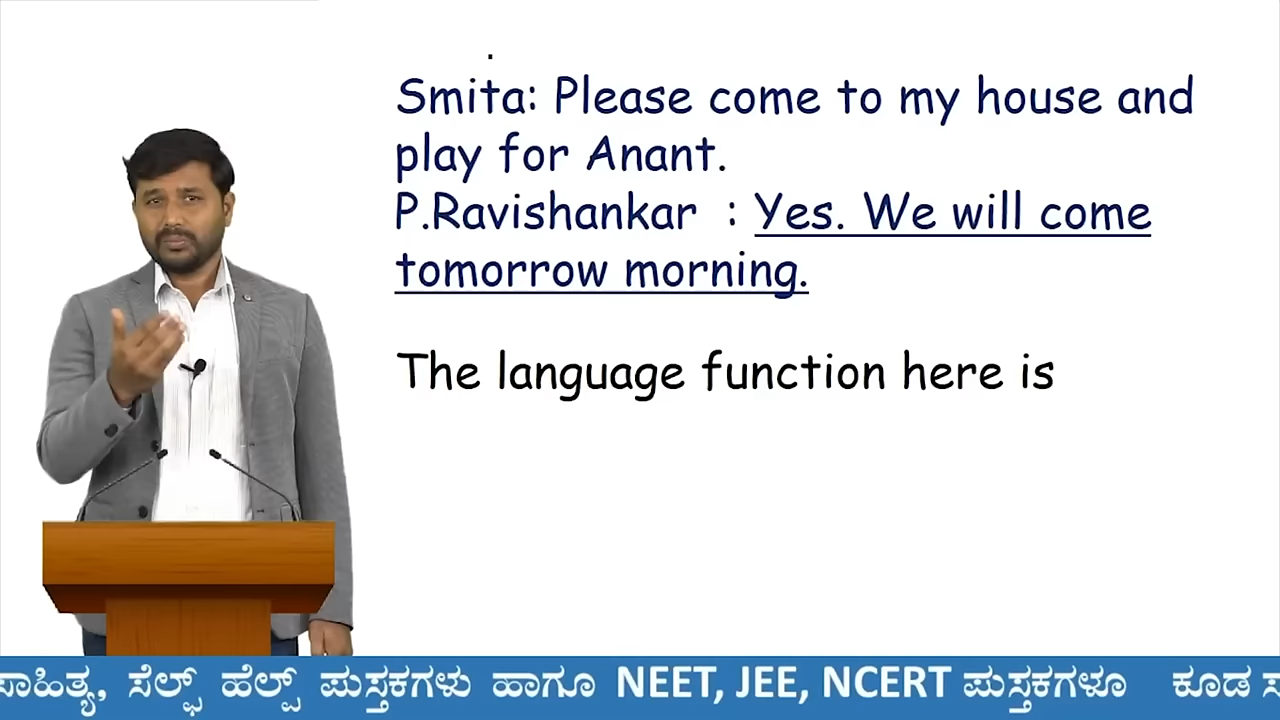 Smita: Please come to my house and
play for Anant.
P.Ravishankar : Yes. We will come
tomorrow morning.
The language function here is
ಸಾಹಿತ್ಯ, ಸೆಲ್ಫ್ ಹೆಲ್ಪ್ ಪುಸ್ತಕಗಳು ಹಾಗೂ NEET, JEE, NCERT ಪುಸ್ತಕಗಳೂ ಕೂಡ